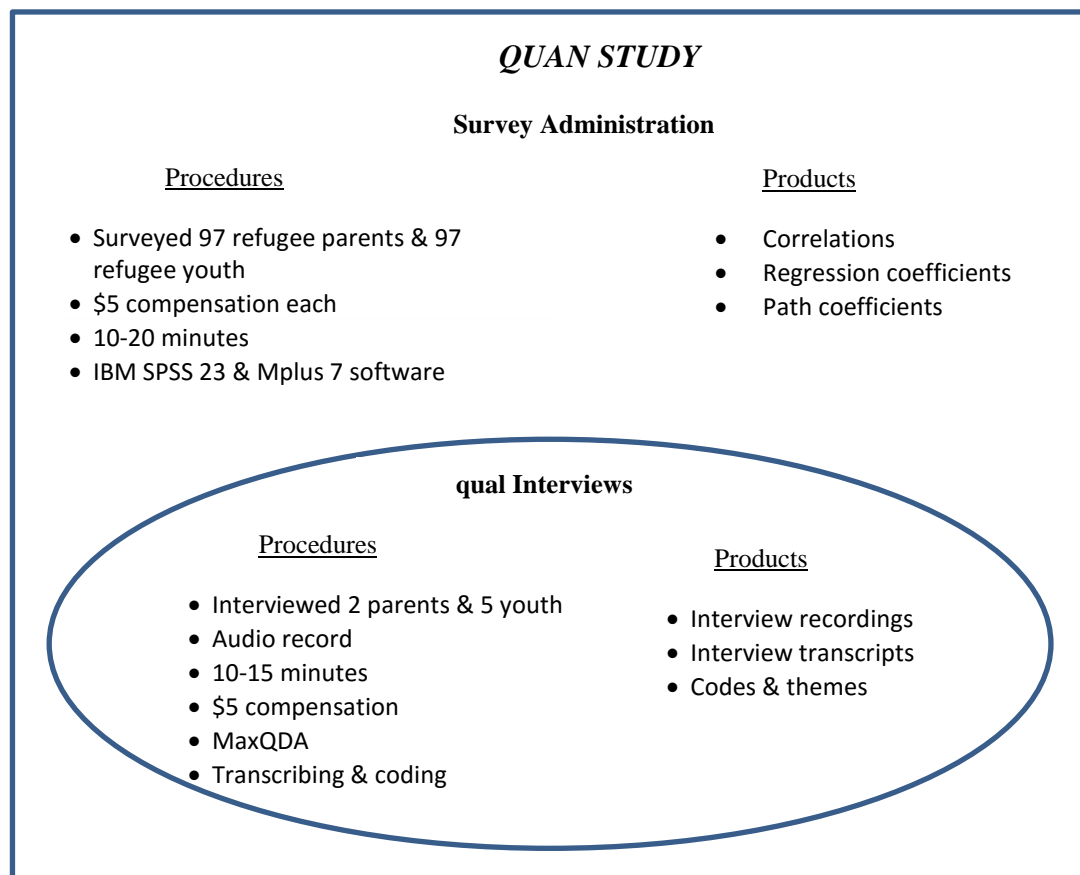 QUAN STUDY
Survey Administration
Procedures
• Surveyed 97 refugee parents & 97
refugee youth
• $5 compensation each
• 10-20 minutes
• IBM SPSS 23 & Mplus 7 software
Products
• Correlations
• Regression coefficients
• Path coefficients
qual Interviews
Procedures
• Interviewed 2 parents & 5 youth
• Audio record
• 10-15 minutes
• $5 compensation
• MaxQDA
• Transcribing & coding
Products
• Interview recordings
• Interview transcripts
• Codes & themes